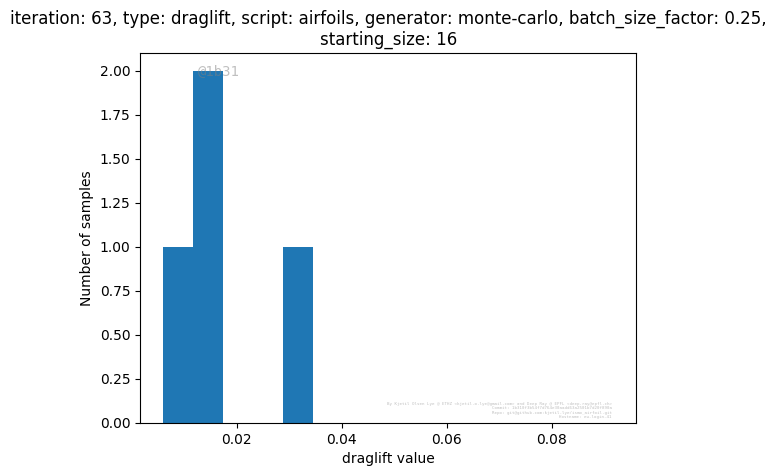 iteration: 63, type: draglift, script: airfoils, generator: monte-carlo, batch_size_factor: 0.25,
starting_size: 16
@1b31
2.00
1.75
1.50
1.25
1.00
0.75
0.50
0.25
0.00
Number of samples
0.02
0.04
0.06
0.08
draglift value